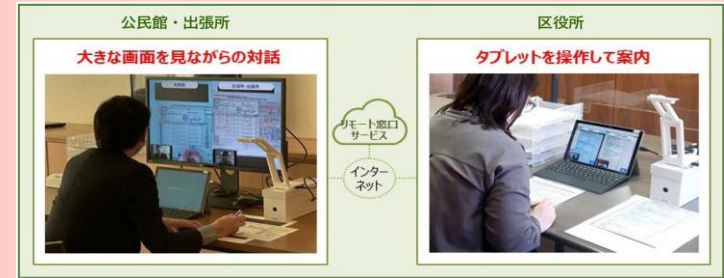 公民館・出張所
大きな画面を見ながらの対話
リモート窓口
サービス
インター
ネット
区役所
タブレットを操作して案内